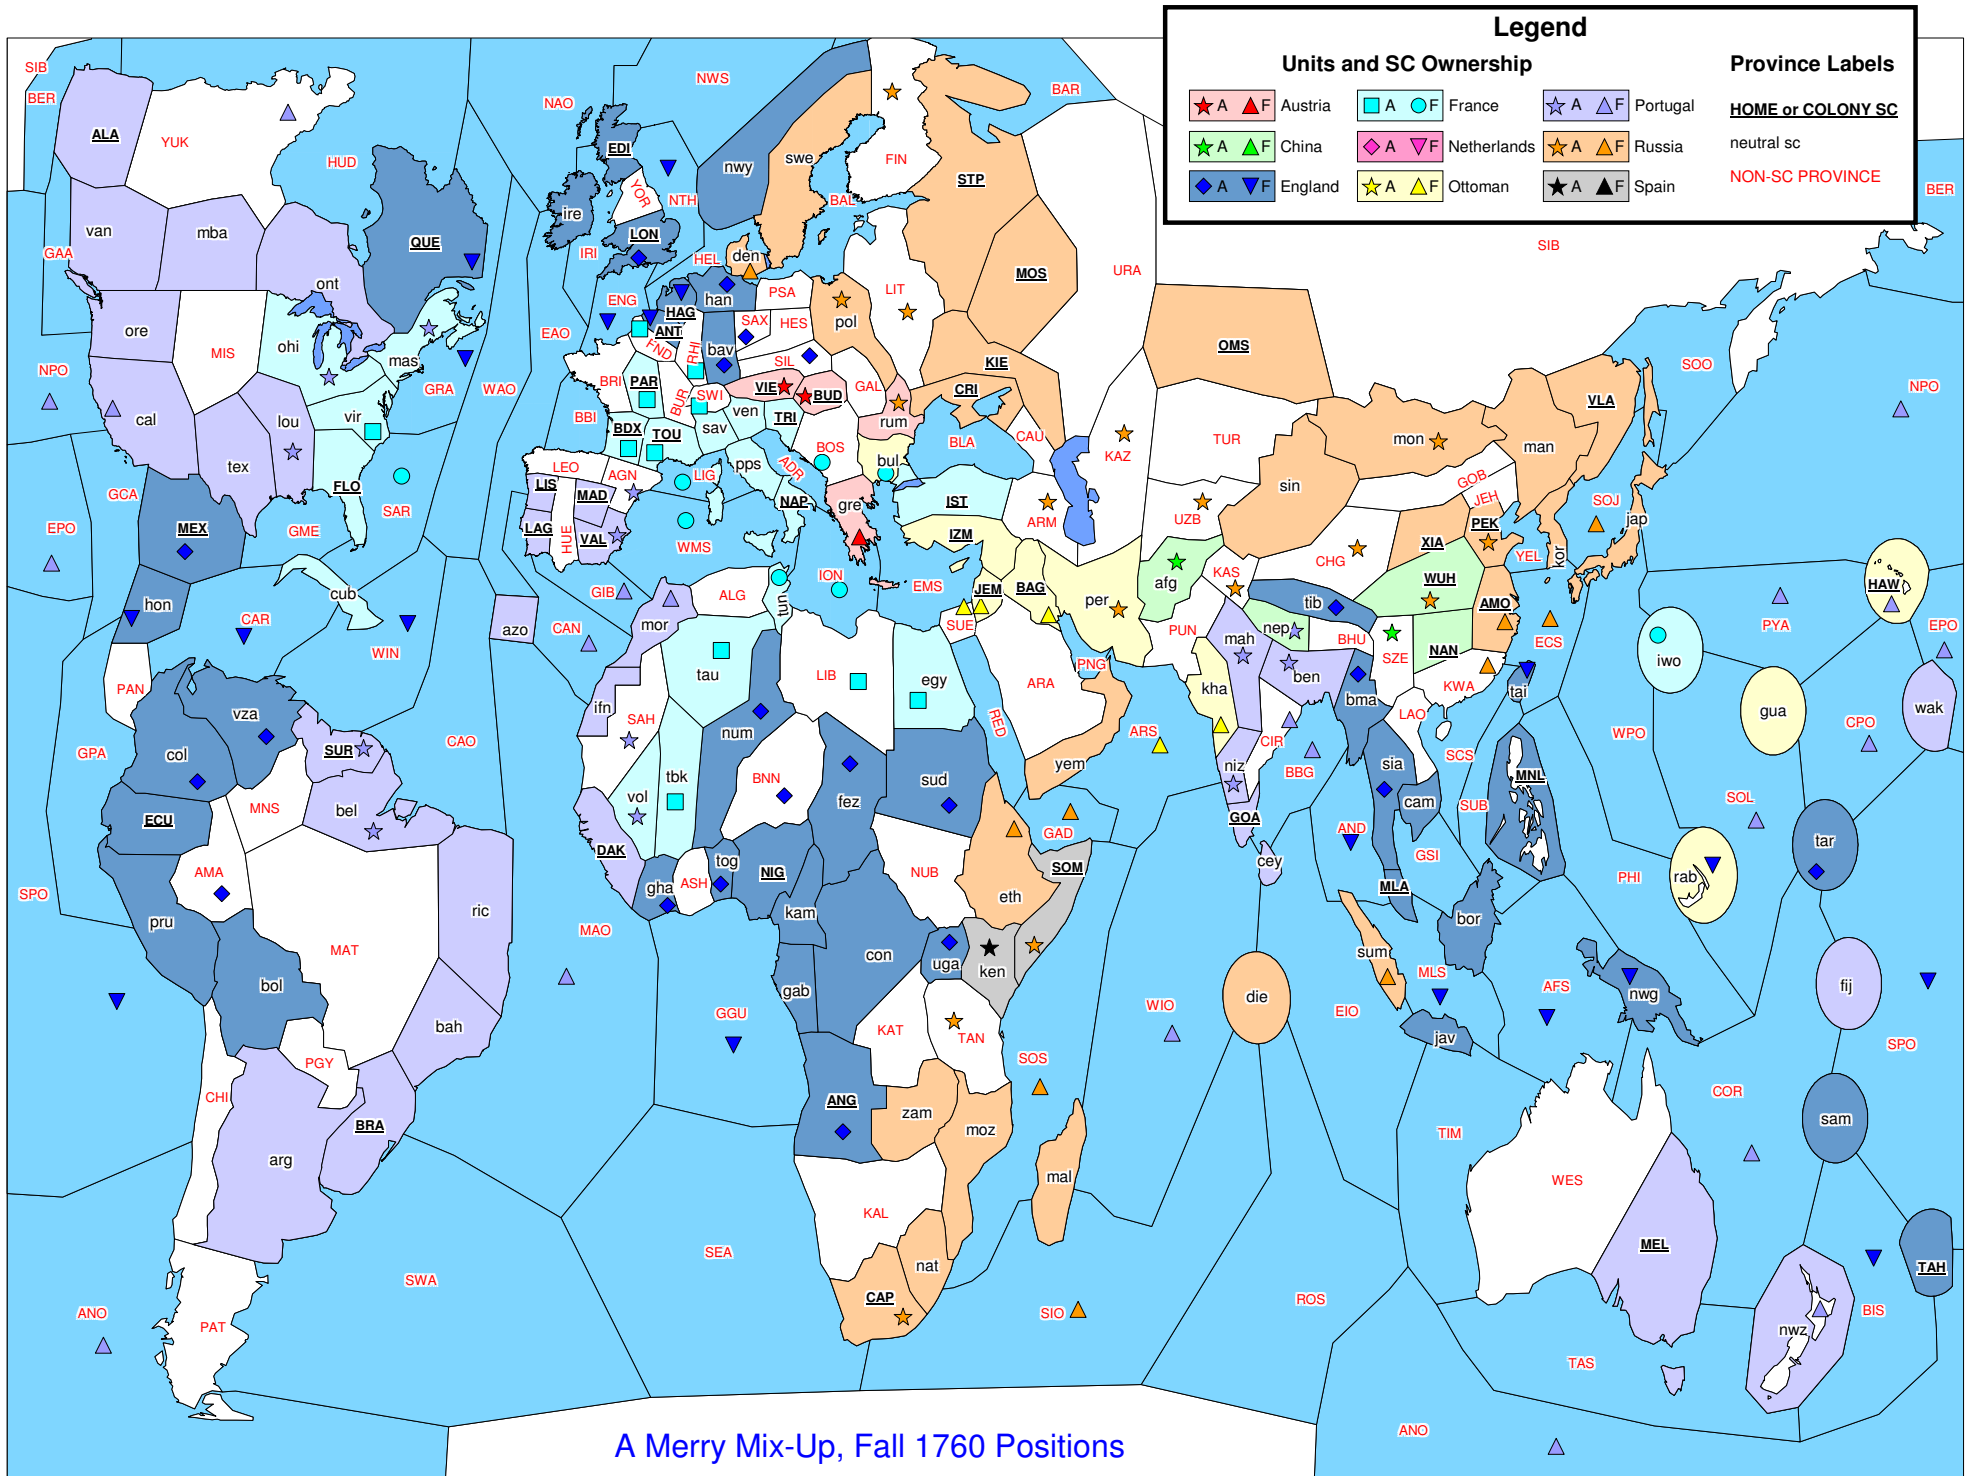 Legend
Units and SC Ownership
Province Labels
A F Austria
A F France
A F Portugal
HOME or COLONY SC
A F China
A F Netherlands
A F Russia
neutral sc
A F England
A F Ottoman
A F Spain
NON-SC PROVINCE
SIB
BER
NWS
BAR
NAO
ALA
YUK
HUD
EDI
nwy
swe
FIN
STP
YOR
NTH
BAL
BER
ire
LON
QUE
van
mba
GAA
IRI
HEL
den
SIB
MOS
URA
ont
ENG
HAG
han
PSA
LIT
ore
MIS
ohi
mas
EAO
ANT
FND
RHI
bav
SAX
HES
pol
SIL
OMS
KIE
SOO
NPO
GRA
WAO
BRI
PAR
BUR
SWI
VIE
BUD
GAL
CRI
NPO
VLA
cal
lou
vir
BBI
BDX
TOU
sav
ven
TRI
rum
BOS
BLA
CAU
KAZ
TUR
mon
man
tex
FLO
LEO
AGN
LIG
pps
ADR
bul
GOB
JEH
GCA
SAR
LIS
MAD
NAP
gre
IST
ARM
sin
UZB
SOJ
jap
EPO
MEX
GME
LAG
HUE
VAL
WMS
IZM
PEK
XIA
YEL
kor
ION
EMS
JEM
BAG
per
afg
KAS
CHG
WUH
AMO
HAW
hon
CAR
cub
azo
GIB
CAN
mor
ALG
tun
SUE
PUN
tib
nep
mah
BHU
SZE
NAN
ECS
PYA
EPO
WIN
PAN
vza
col
SUR
CAO
GPA
ifn
SAH
tau
LIB
egy
RED
ARA
PNG
kha
ben
bma
KWA
tai
iwo
LAO
gua
wak
num
ARS
CIR
BBG
WPO
CPO
MNS
bel
ECU
vol
tbk
BNN
fez
sud
yem
niz
GOA
sia
cam
SCS
SUB
MNL
SOL
AMA
DAK
gha
ASH
tog
NIG
NUB
GAD
SOM
eth
cey
AND
GSI
MLA
PHI
rab
tar
SPO
pru
ric
MAO
kam
con
uga
ken
sum
bor
MLS
MAT
bol
gab
GGU
KAT
TAN
SOS
WIO
die
EIO
jav
AFS
nwg
fij
SPO
bah
PGY
CHI
BRA
arg
ANG
zam
moz
mal
TIM
COR
sam
WES
KAL
SEA
SWA
nat
CAP
MEL
TAH
ANO
PAT
SIO
ROS
TAS
nwz
BIS
ANO
A Merry Mix-Up, Fall 1760 Positions